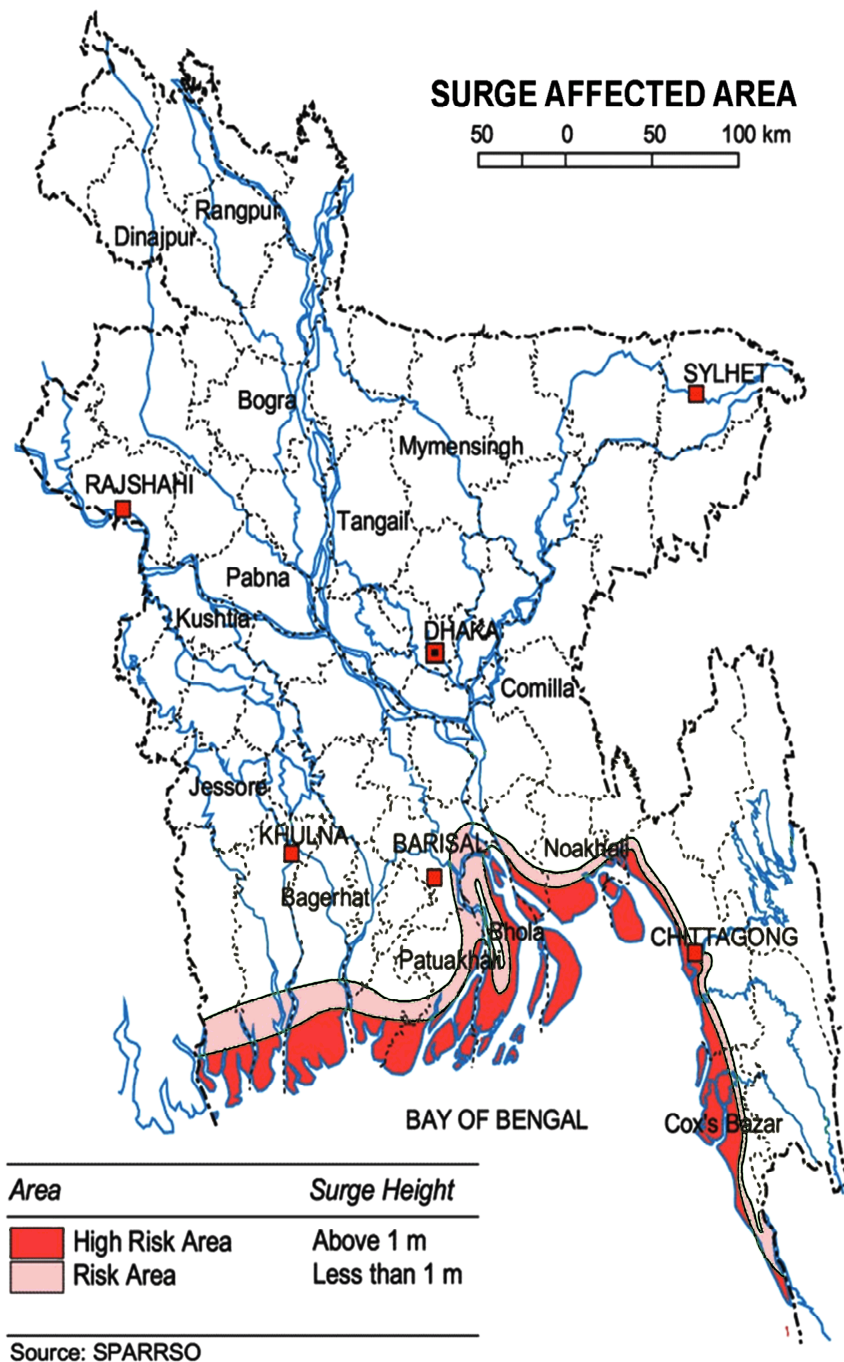 SURGE AFFECTED AREA
50 0 50 100 km
Rangpur
Dinajpur
SYLHET
Bogra
Mymensingh
RAJSHAHI
Tangail
Pabna
Kushtia
DHAKA
Comilla
Jessore
KHULNA
BARISAL
Noakhali
Bagerhat
Bhola
CHITTAGONG
Patuakhali
BAY OF BENGAL
Cox's Bazar
Area Surge Height
High Risk Area Above 1 m
Risk Area Less than 1 m
1
Source: SPARRSO